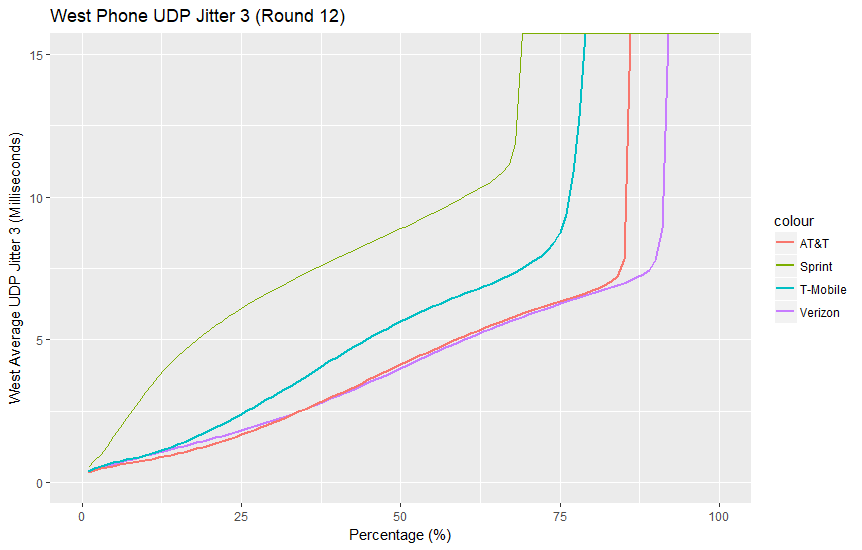 West Phone UDP Jitter 3 (Round 12)
West Average UDP Jitter 3 (Milliseconds)
15
10
5
0
0 25 50 75 100
Percentage (%)
colour
AT&T
Sprint
T-Mobile
Verizon